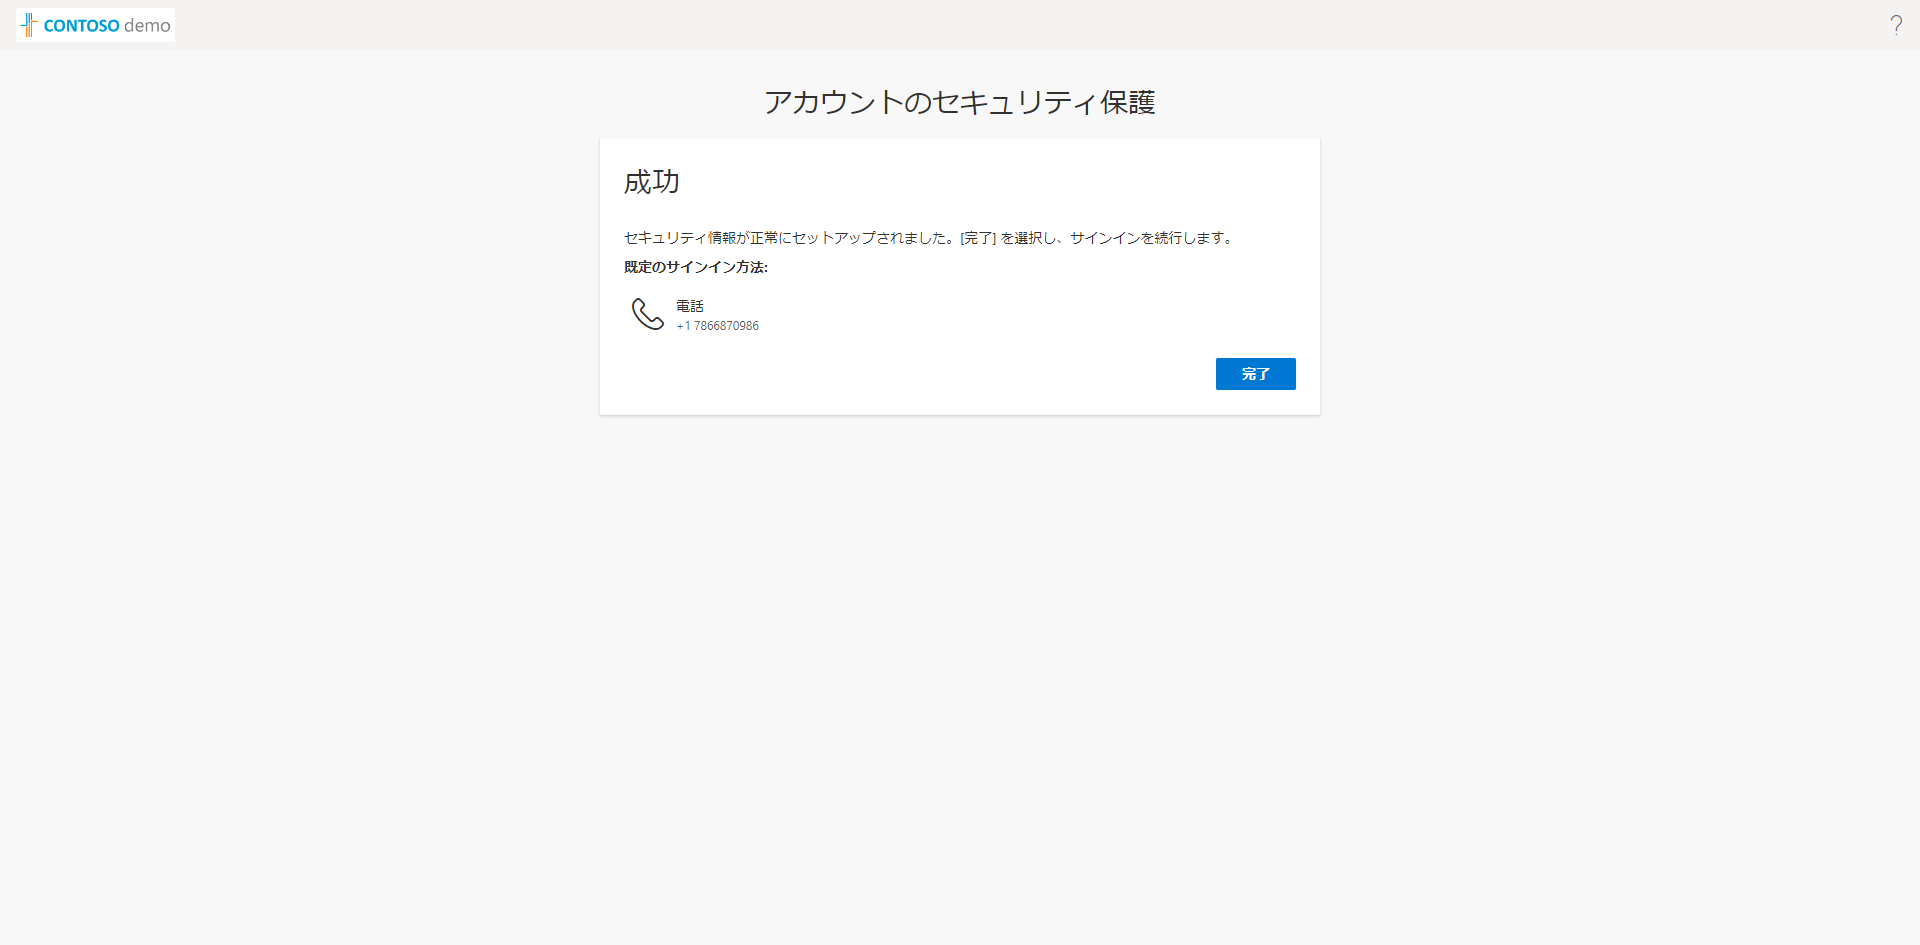 CONTOSO demo
?
アカウントのセキュリティ保護
成功
セキュリティ情報が正常にセットアップされました。[完了] を選択し、サインインを続行します。
既定のサインイン方法:
電話
+1 7866870986
完了